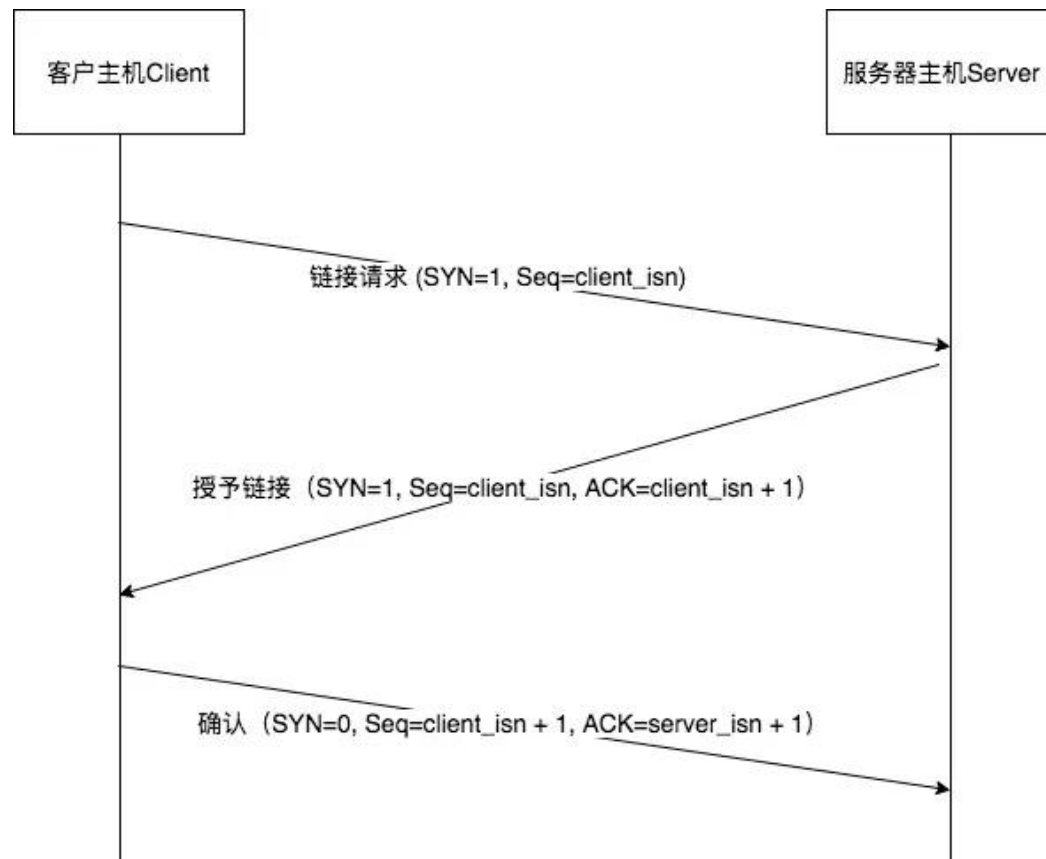 客户主机Client
服务器主机Server
链接请求 (SYN=1, Seq=client_isn)
授予链接（SYN=1, Seq=client_isn, ACK=client_isn + 1）
确认（SYN=0, Seq=client_isn + 1, ACK=server_isn + 1）